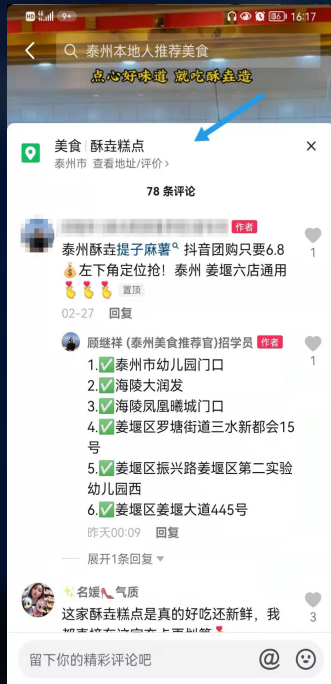 HD 4G 9+ 86 16:17
泰州本地人推荐美食
点心好味道 就吃酥垚造
美食 | 酥垚糕点
泰州市 查看地址/评价>
78 条评论
作者
泰州酥垚提子麻薯 抖音团购只要6.8
左下角定位抢！泰州 姜堰六店通用
置顶
02-27 回复
1
顾继祥 (泰州美食推荐官)招学员 作者
1.✅泰州市幼儿园门口
2.✅海陵大润发
3.✅海陵凤凰曦城门口
4.✅姜堰区罗塘街道三水新都会15
号
5.✅姜堰区振兴路姜堰区第二实验
幼儿园西
6.✅姜堰区姜堰大道445号
昨天00:09 回复
1
展开1条回复
✨名媛👠气质
这家酥垚糕点是真的好吃还新鲜，我
3
留下你的精彩评论吧
@